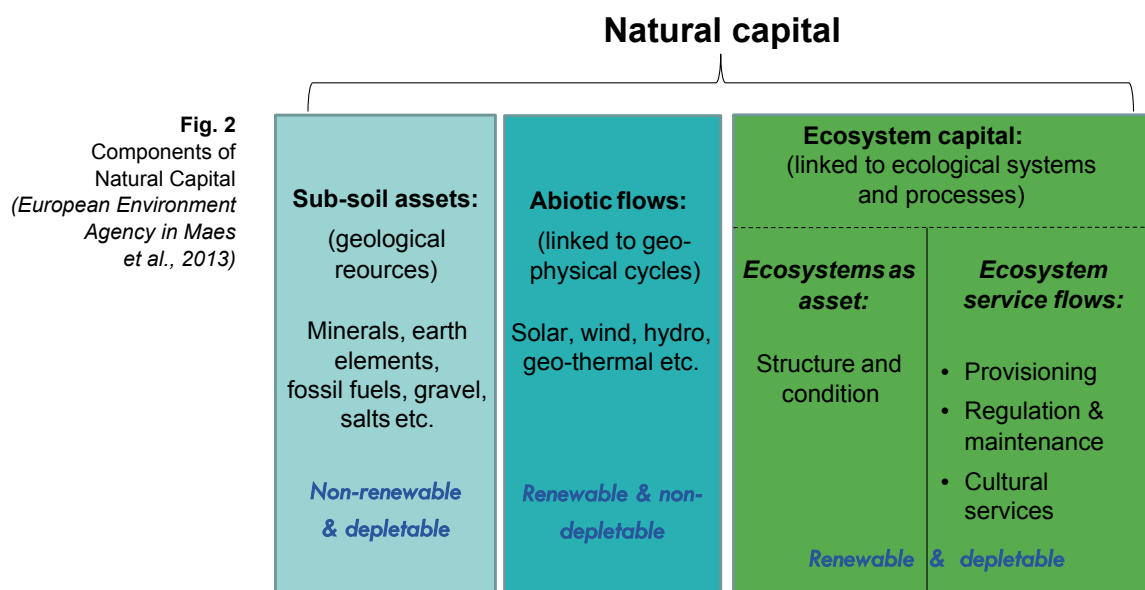 Natural capital
Fig. 2
Components of
Natural Capital
(European Environment
Agency in Maes
et al., 2013)
Sub-soil assets:
(geological
reources)
Minerals, earth
elements,
fossil fuels, gravel,
salts etc.
Non-renewable
& depletable
Abiotic flows:
(linked to geo-
physical cycles)
Solar, wind, hydro,
geo-thermal etc.
Renewable & non-
depletable
Ecosystem capital:
(linked to ecological systems
and processes)
Ecosystems as
asset:
Structure and
condition
Ecosystem
service flows:
• Provisioning
• Regulation &
maintenance
• Cultural
services
Renewable & depletable